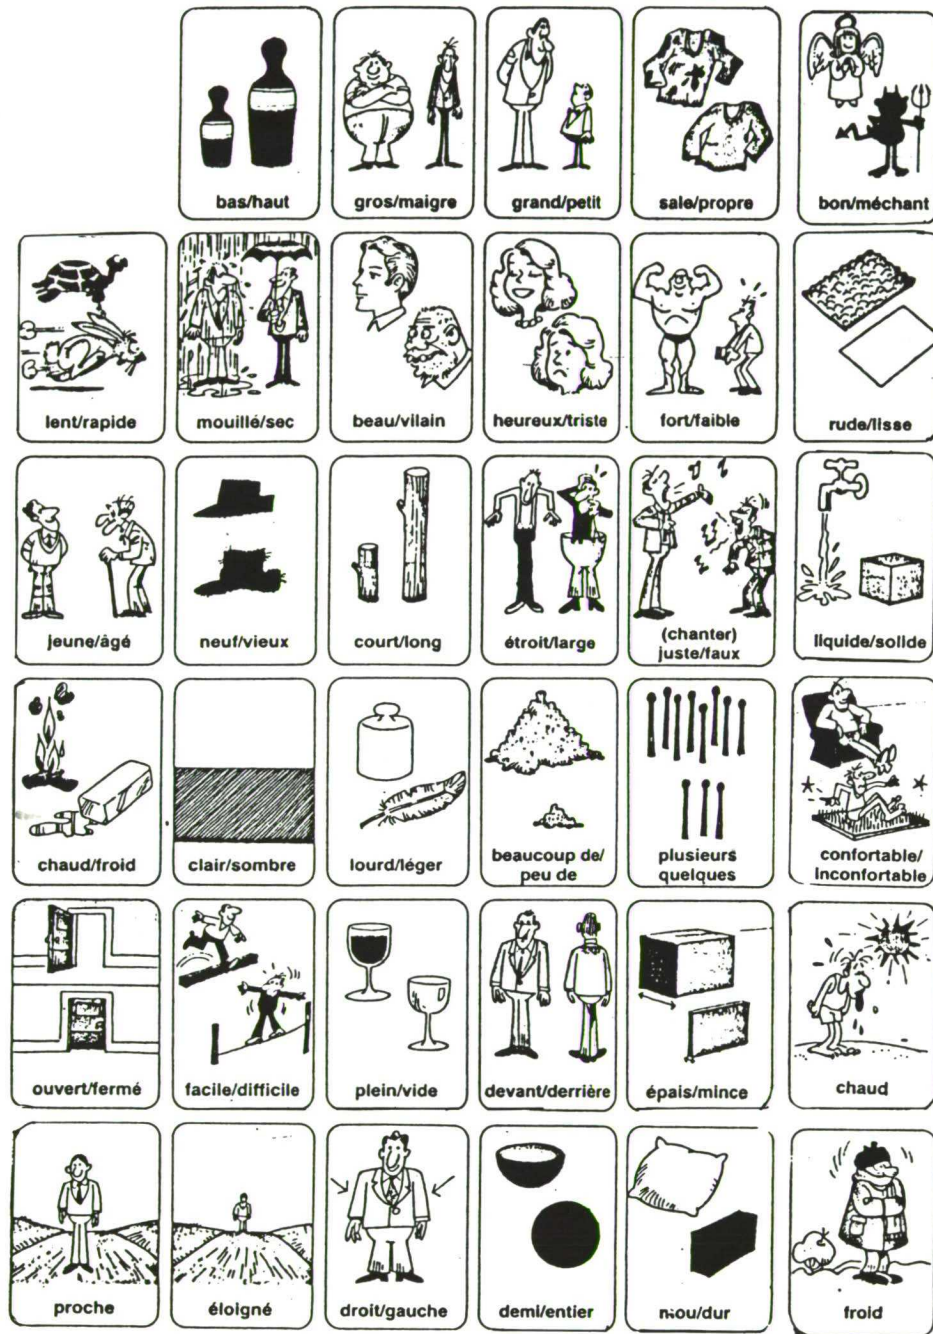 bas/haut
gros/maigre
grand/petit
sale/propre
bon/méchant
lent/rapide
mouillé/sec
beau/vilain
heureux/triste
fort/faible
rude/lisse
jeune/âgé
neuf/vieux
court/long
étroit/large
(chanter)
juste/faux
liquide/solide
chaud/froid
clair/sombre
lourd/léger
beaucoup de/
peu de
plusieurs
quelques
confortable/
inconfortable
ouvert/fermé
facile/difficile
plein/vide
devant/derrière
épais/mince
chaud
proche
éloigné
droit/gauche
demi/entier
mou/dur
froid